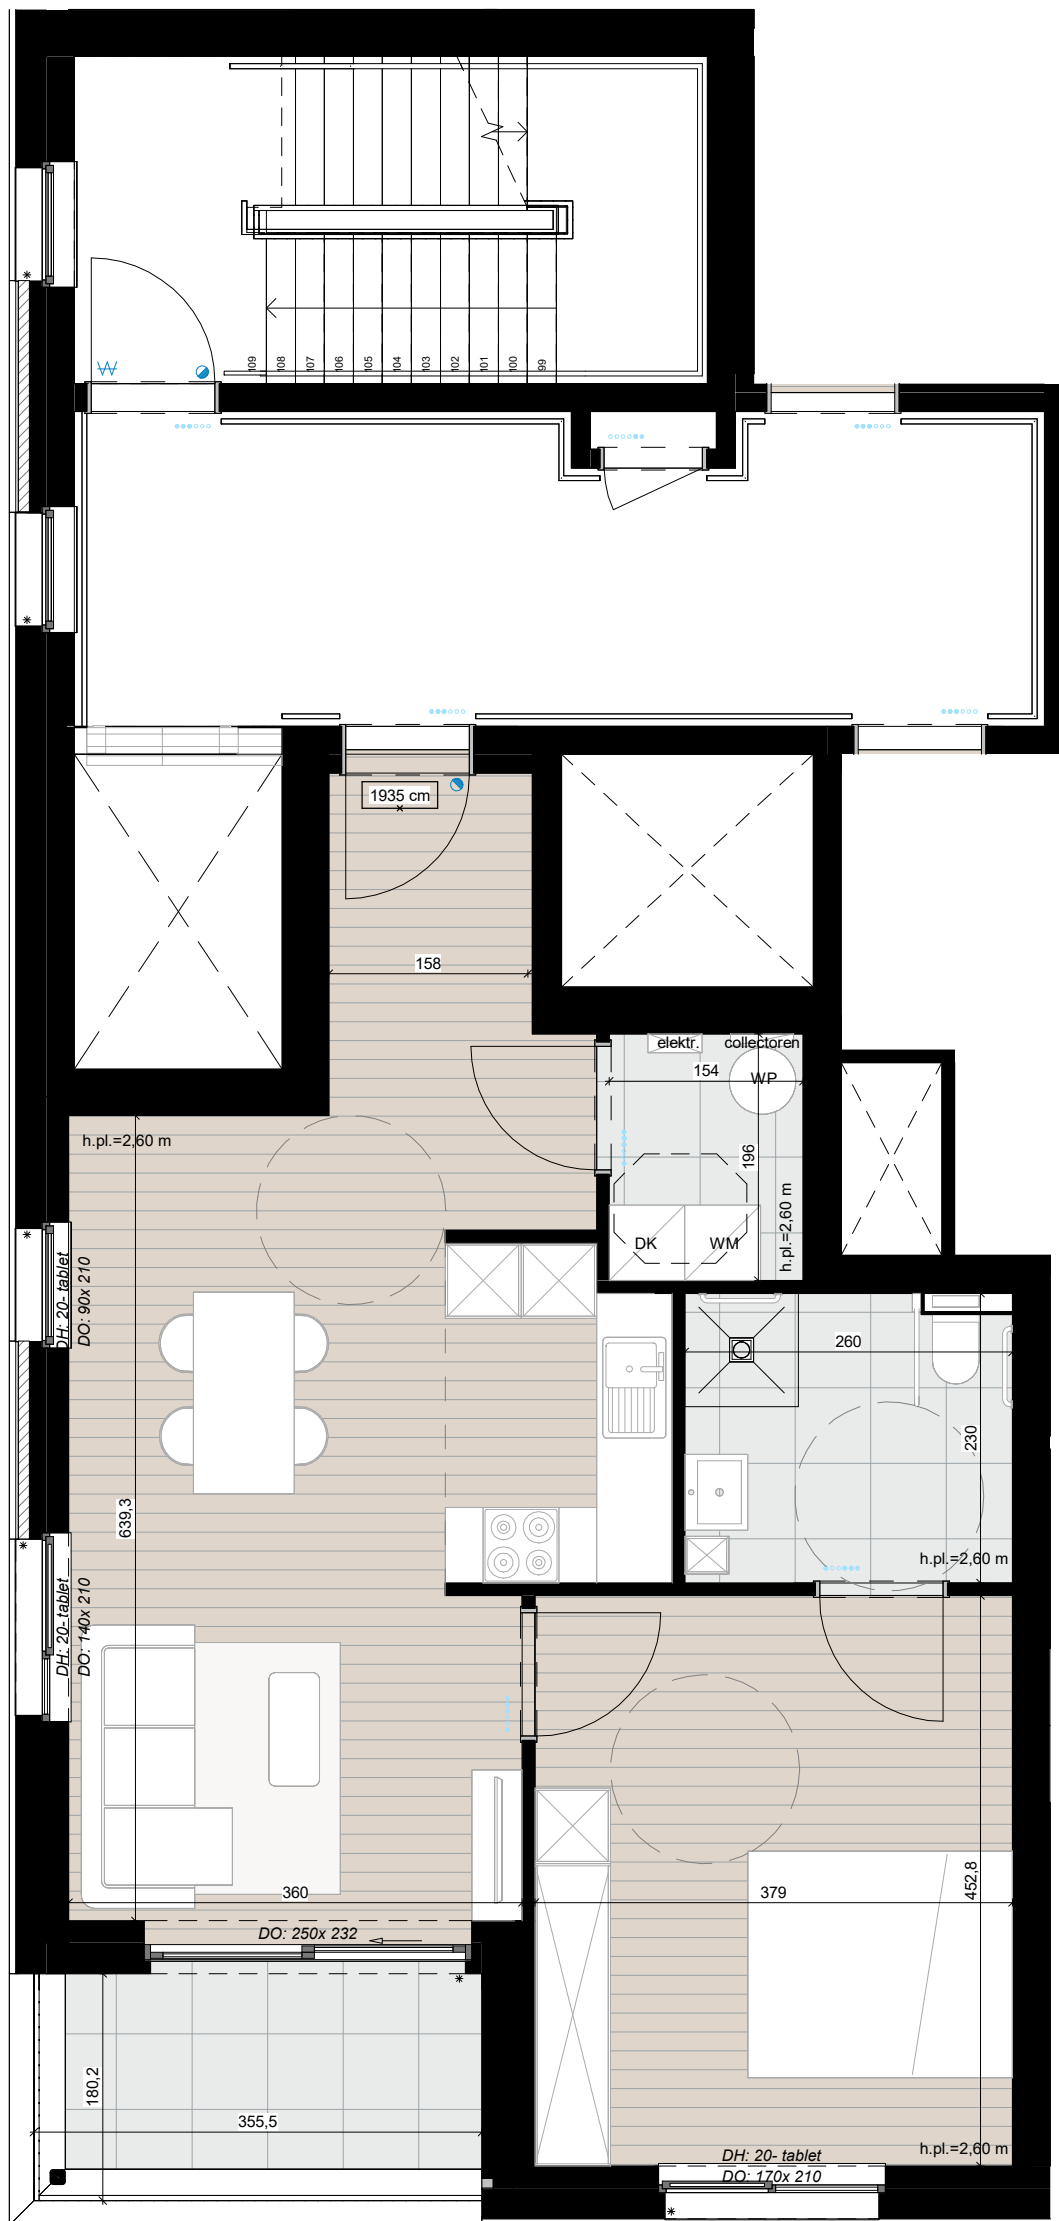 109
108
107
106
105
104
103
102
101
100
99
1935 cm
158
elektr.
collectoren
154
WP
196
h.pl.=2,60 m
h.pl.=2,60 m
DK
WM
DH: 20- tablet
DO: 90x 210
260
230
639,3
h.pl.=2,60 m
DH: 20- tablet
DO: 140x 210
360
379
452,8
DO: 250x 232
180,2
355,5
h.pl.=2,60 m
DH: 20- tablet
DO: 170x 210